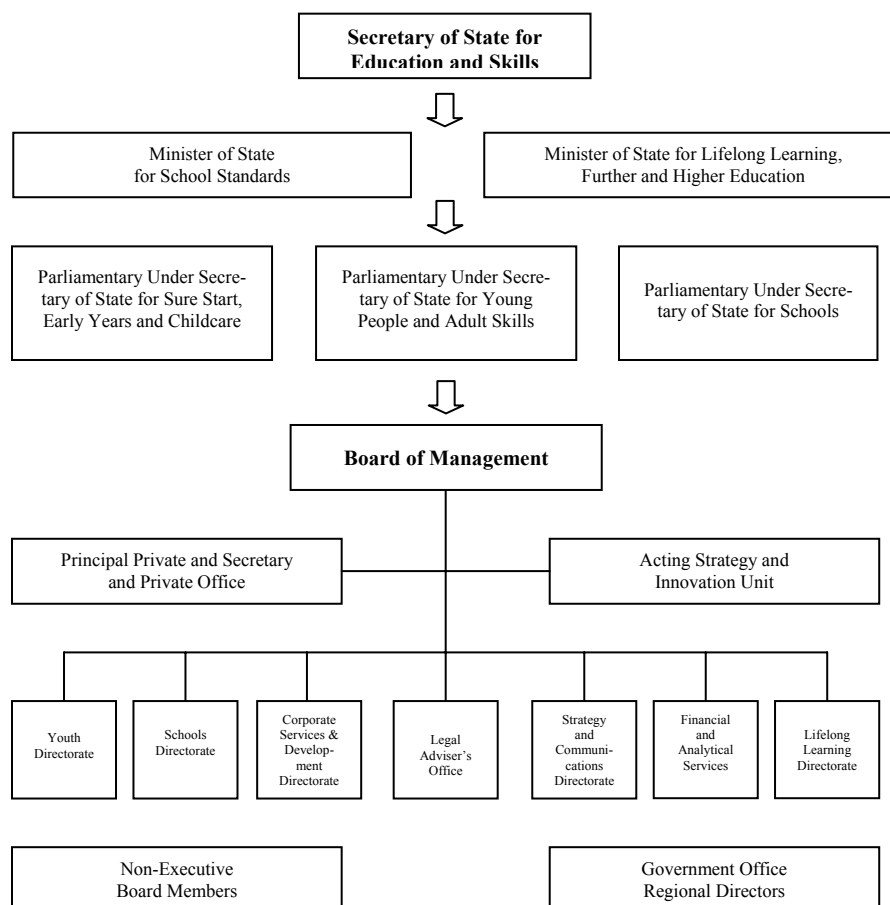 Secretary of State for
Education and Skills
Minister of State
for School Standards
Minister of State for Lifelong Learning,
Further and Higher Education
Parliamentary Under Secre-
tary of State for Sure Start,
Early Years and Childcare
Parliamentary Under Secre-
tary of State for Young
People and Adult Skills
Parliamentary Under Secre-
tary of State for Schools
Board of Management
Principal Private and Secretary
and Private Office
Acting Strategy and
Innovation Unit
Youth
Directorate
Schools
Directorate
Corporate
Services &
Develop-
ment
Directorate
Legal
Adviser's
Office
Strategy
and
Communi-
cations
Directorate
Financial
and
Analytical
Services
Lifelong
Learning
Directorate
Non-Executive
Board Members
Government Office
Regional Directors